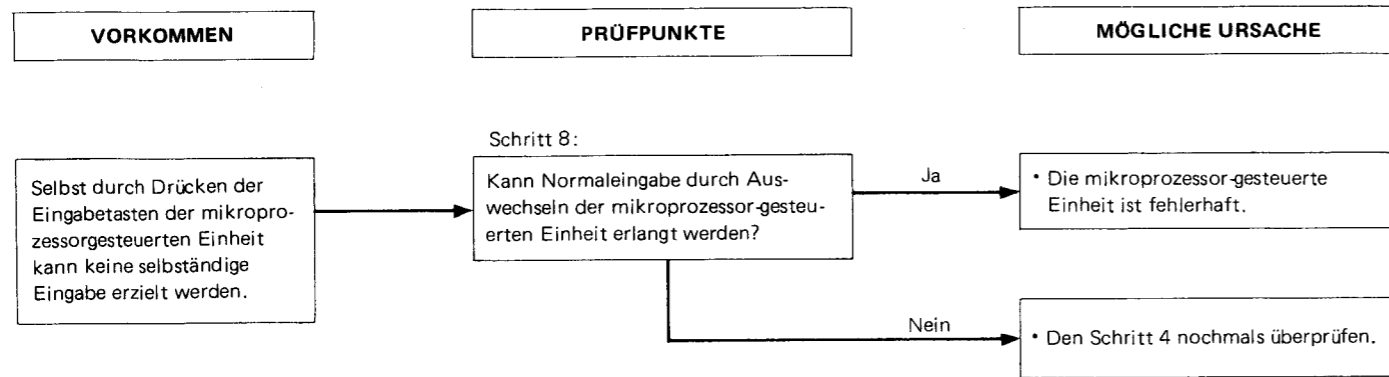 VORKOMMEN
PRÜFPUNKTE
MÖGLICHE URSACHE
Selbst durch Drücken der
Eingabetasten der mikropro-
zessorgesteuerten Einheit
kann keine selbständige
Eingabe erzielt werden.
Schritt 8:
Kann Normaleingabe durch Aus-
wechseln der mikroprozessor-gesteu-
erten Einheit erlangt werden?
Ja
• Die mikroprozessor-gesteuerte
Einheit ist fehlerhaft.
Nein
• Den Schritt 4 nochmals überprüfen.